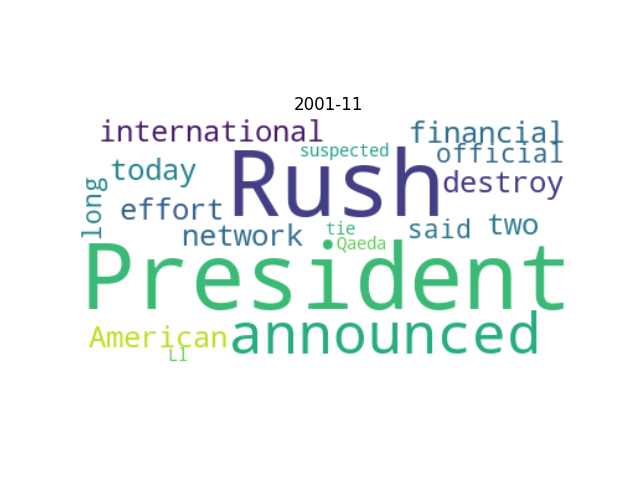 2001-11
international
financial
suspected
official
Rush
today
destroy
long
effort
network
tie
said
two
Qaeda
President
American
announced
LI